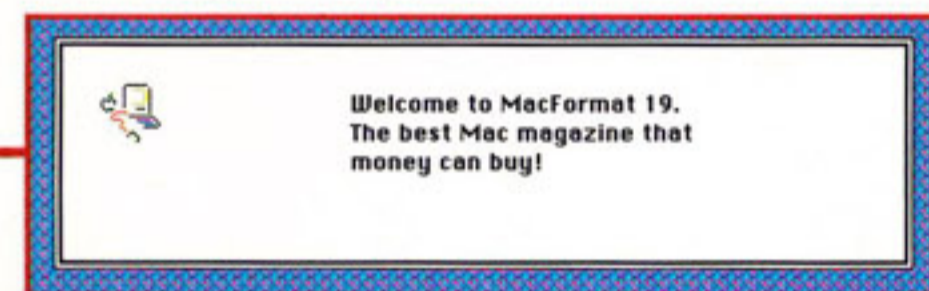 Welcome to MacFormat 19.
The best Mac magazine that
money can buy!